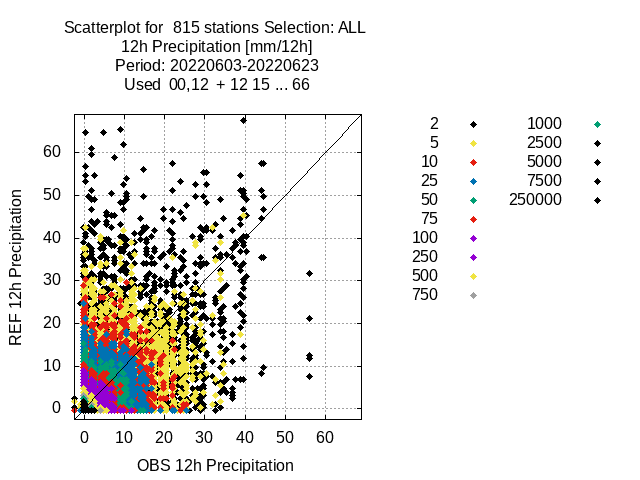 Scatterplot for  815 stations Selection: ALL
12h Precipitation [mm/12h]
Period: 20220603-20220623
Used  00,12  + 12 15 ... 66
REF 12h Precipitation
60
50
40
30
20
10
0
0 10 20 30 40 50 60
OBS 12h Precipitation
2 1000
5 2500
10 5000
25 7500
50 250000
75
100
250
500
750